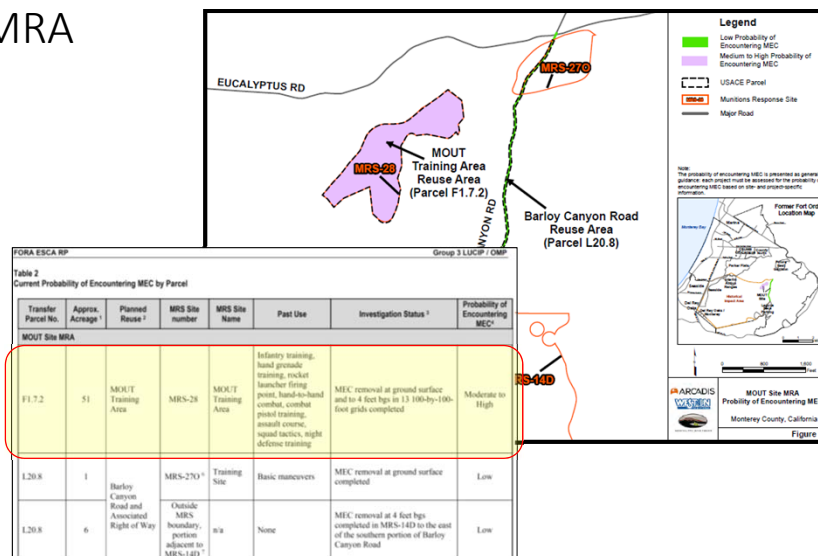 MRA
EUCALYPTUS RD
MRS-27O
MOUT
Training Area
Reuse Area
(Parcel F1.7.2)
MRS-28
Barloy Canyon Road
Reuse Area
(Parcel L20.8)
NYON RD
RS-14D
Legend
Low Probability of
Encountering MEC
Medium to High Probability of
Encountering MEC
USACE Parcel
Munitions Response Site
Major Road
Note:
The probability of encountering MEC is presented as general
guidance: each project must be assessed for the probability
encountering MEC based on site- and project-specific
information.
Former Fort Ord
Location Map
Monterey Bay
ARCADIS
WESTON
MOUT Site MRA
Probility of Encountering ME
Monterey County, California
Figure
FORA ESCA RP Group 3 LUCIP / OMP
Table 2
Current Probability of Encountering MEC by Parcel
Transfer Parcel No. Approx. Acreage 1 Planned Reuse 2 MRS Site number MRS Site Name Past Use Investigation Status 3 Probability of Encountering MEC4
MOUT Site MRA
F1.7.2 51 MOUT Training Area MRS-28 MOUT Training Area Infantry training, hand grenade training, rocket launcher firing point, hand-to-hand combat, combat pistol training, assault course, squad tactics, night defense training MEC removal at ground surface and to 4 feet bgs in 13 100-by-100-foot grids completed Moderate to High
L20.8 1 Barloy Canyon Road and Associated Right of Way MRS-27O Training Site Basic maneuvers MEC removal at ground surface completed Low
L20.8 6 Outside MRS boundary, portion adjacent to MRS-14D n/a None MEC removal at 4 feet bgs completed in MRS-14D to the east of the southern portion of Barloy Canyon Road Low